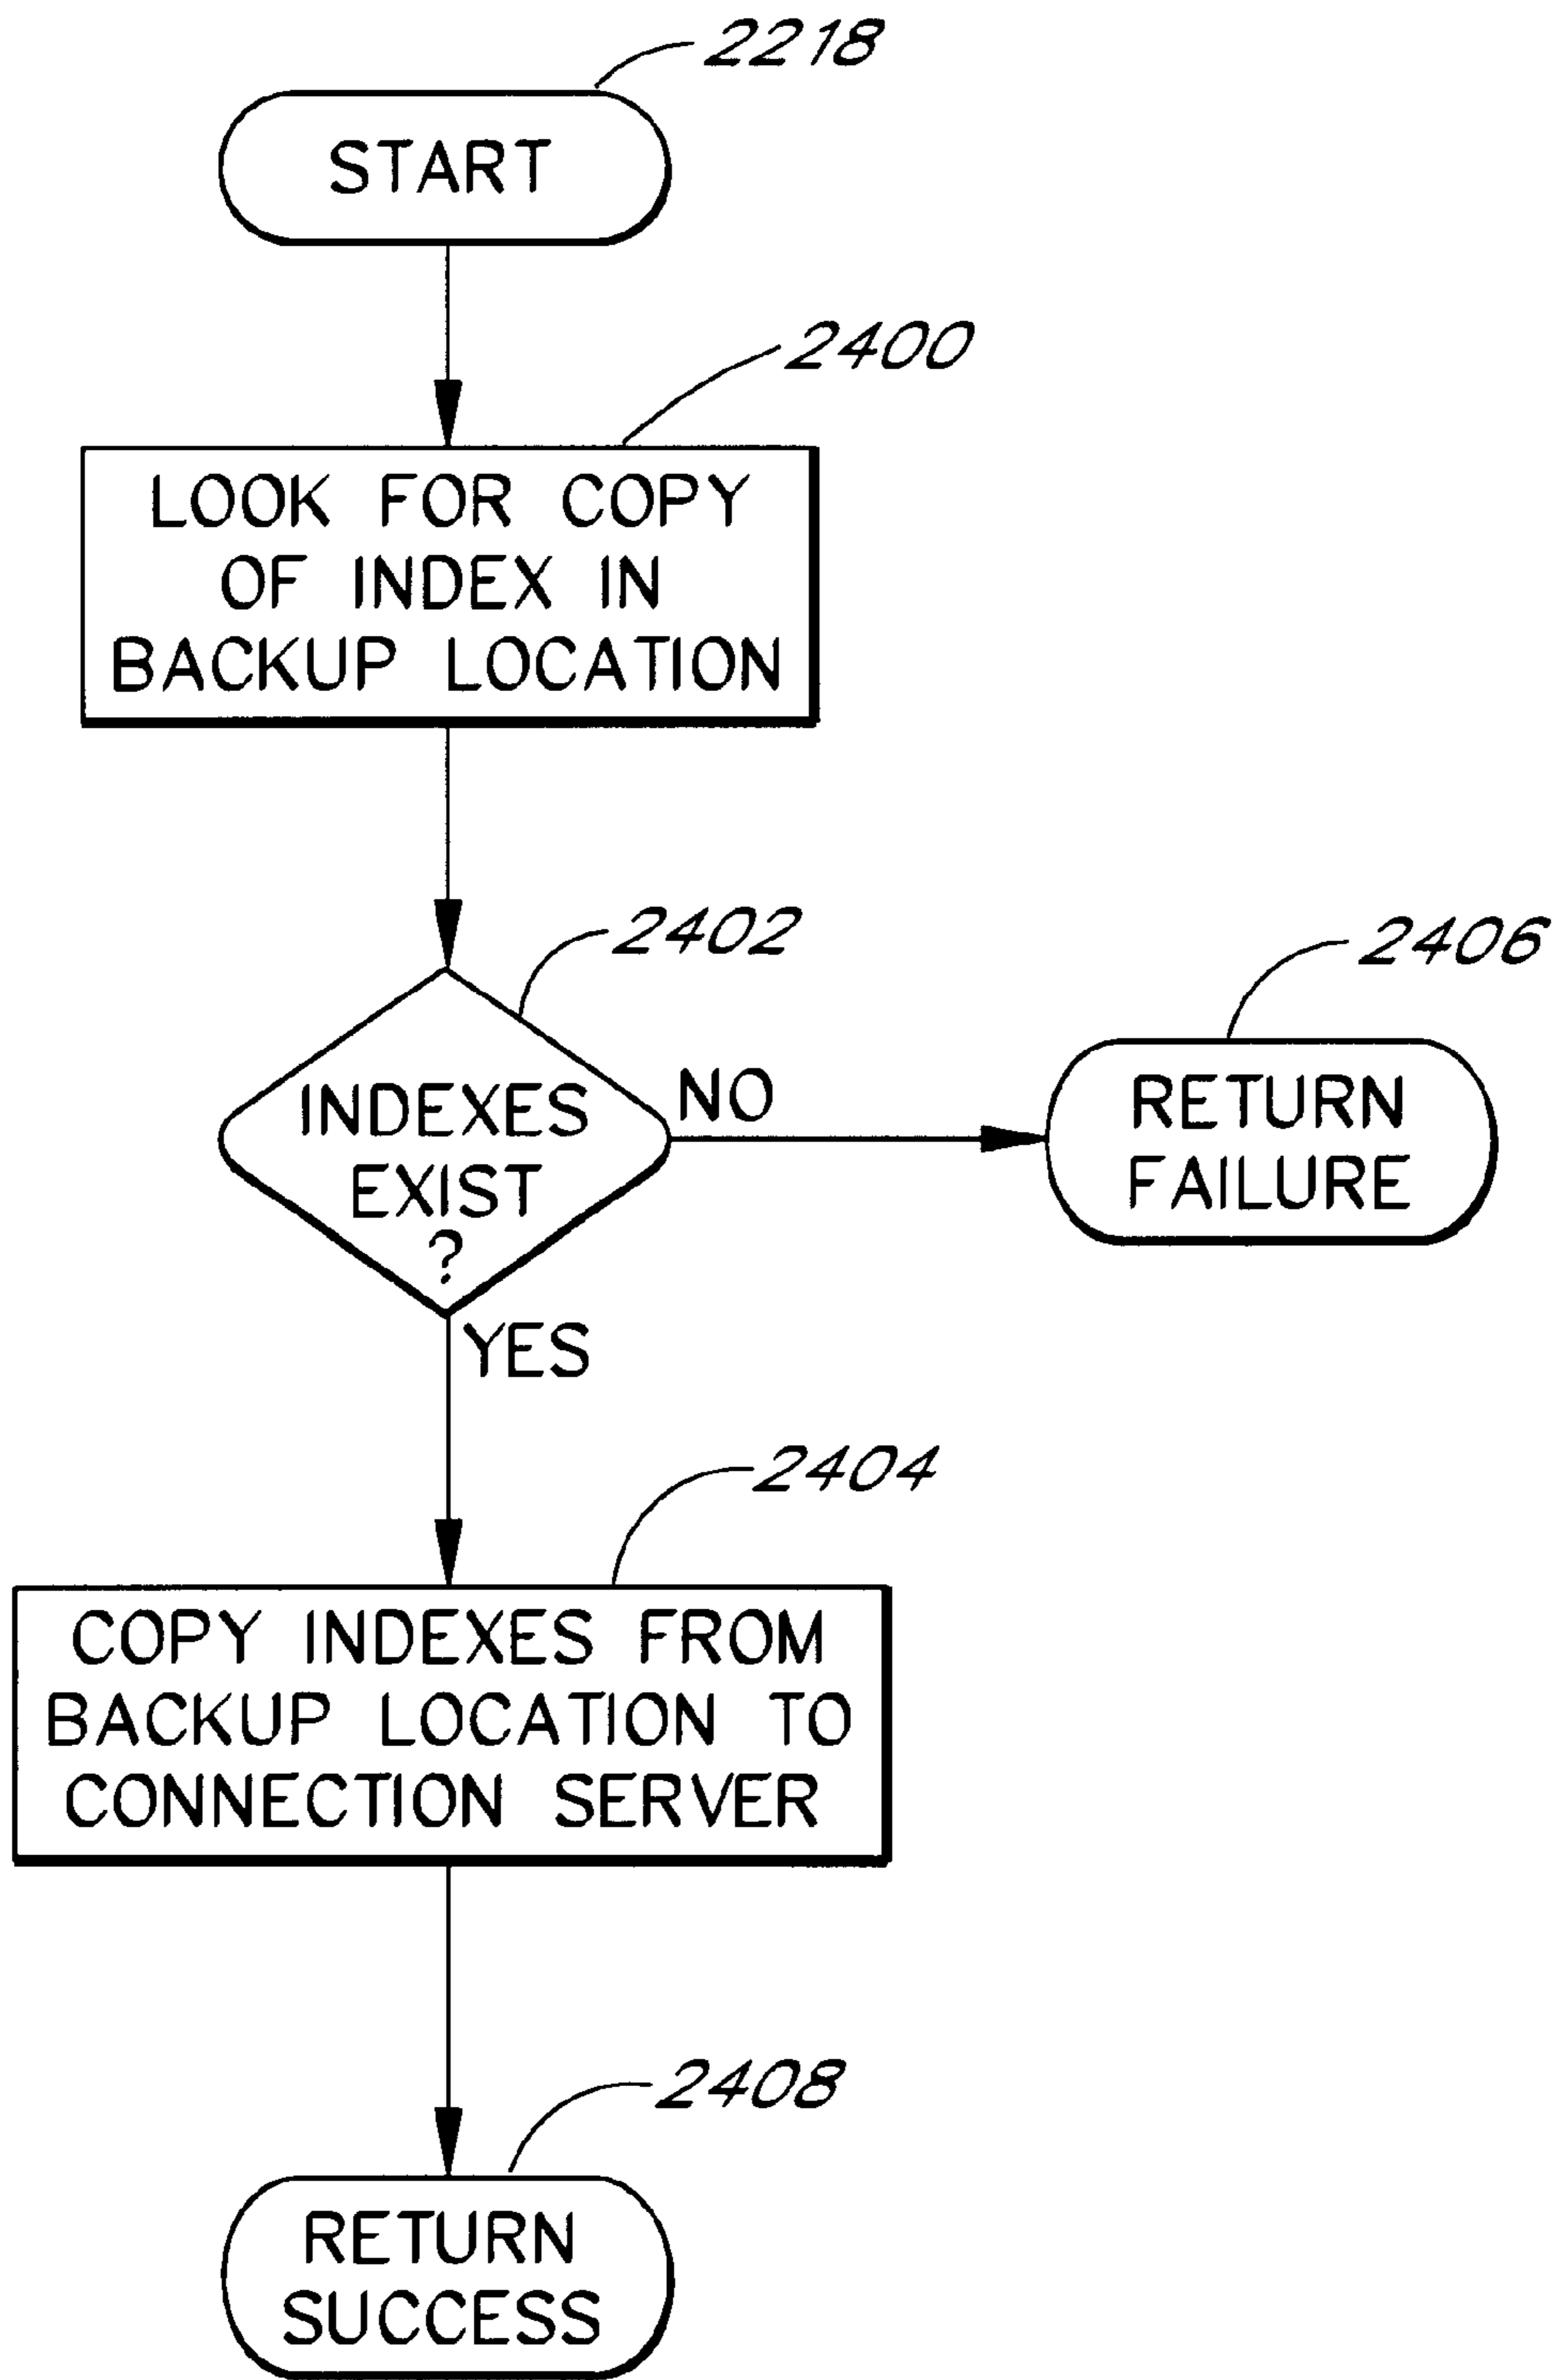 2218
START
2400
LOOK FOR COPY
OF INDEX IN
BACKUP LOCATION
2402
INDEXES
EXIST
?
NO
2406
RETURN
FAILURE
YES
2404
COPY INDEXES FROM
BACKUP LOCATION TO
CONNECTION SERVER
2408
RETURN
SUCCESS